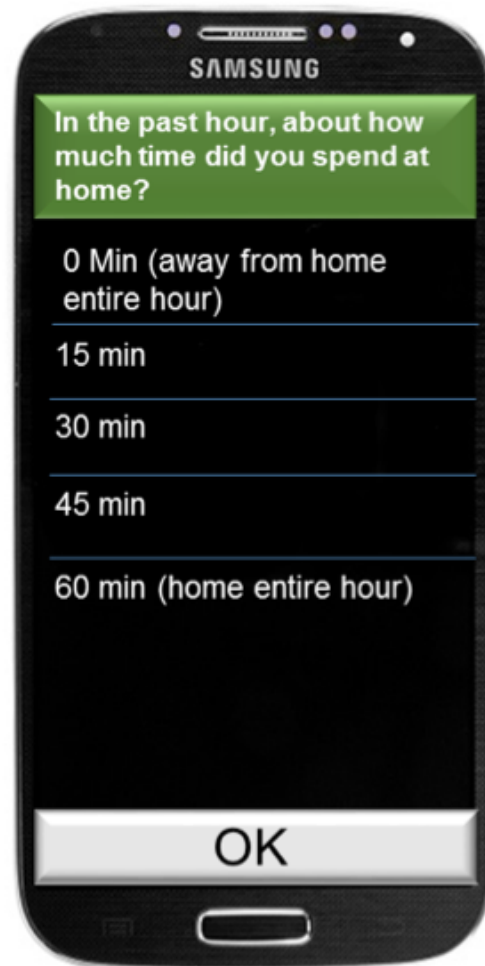 SAMSUNG
In the past hour, about how
much time did you spend at
home?
0 Min (away from home
entire hour)
15 min
30 min
45 min
60 min (home entire hour)
OK